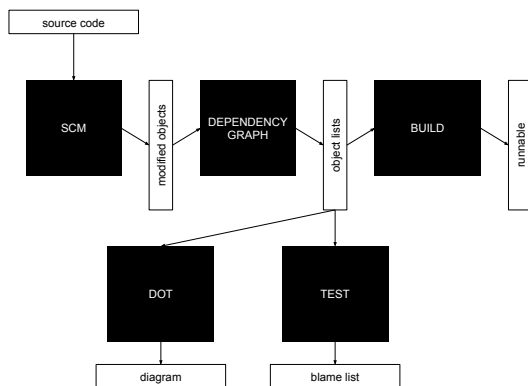 source code
SCM
modified objects
DEPENDENCY
GRAPH
object lists
BUILD
runnable
DOT
TEST
diagram
blame list